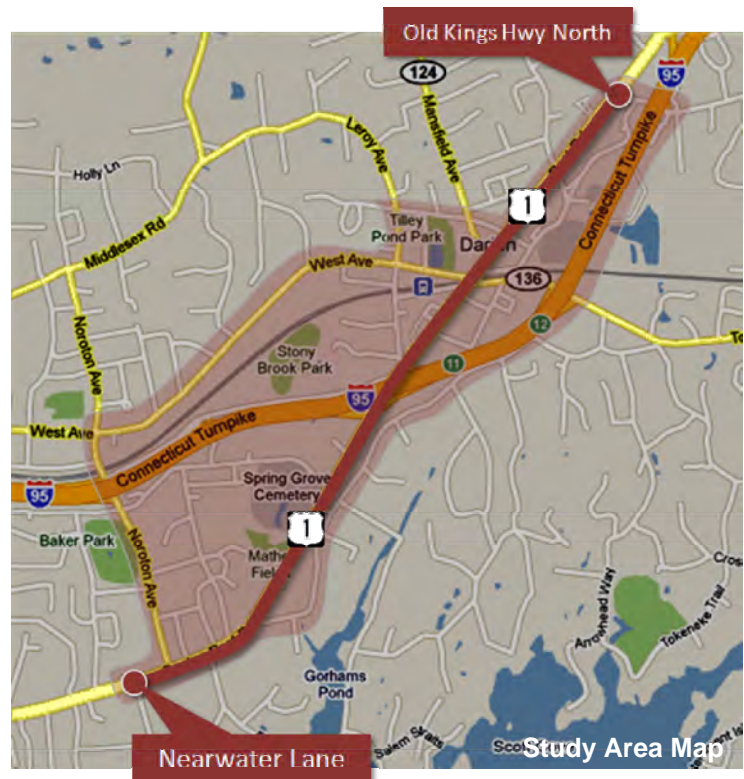 Old Kings Hwy North
124
95
Mansfield Ave
Leroy Ave
Holly Ln
Middlesex Rd
Tilley
Pond Park
1
Darien
Connecticut Turnpike
West Ave
136
Noroton Ave
12
11
Stony
Brook Park
95
West Ave
Connecticut Turnpike
95
Spring Grove
Cemetery
1
Baker Park
Noroton Ave
Arrowhead Way
Tokeneke Trail
Gorhams
Pond
Nearwater Lane
Study Area Map